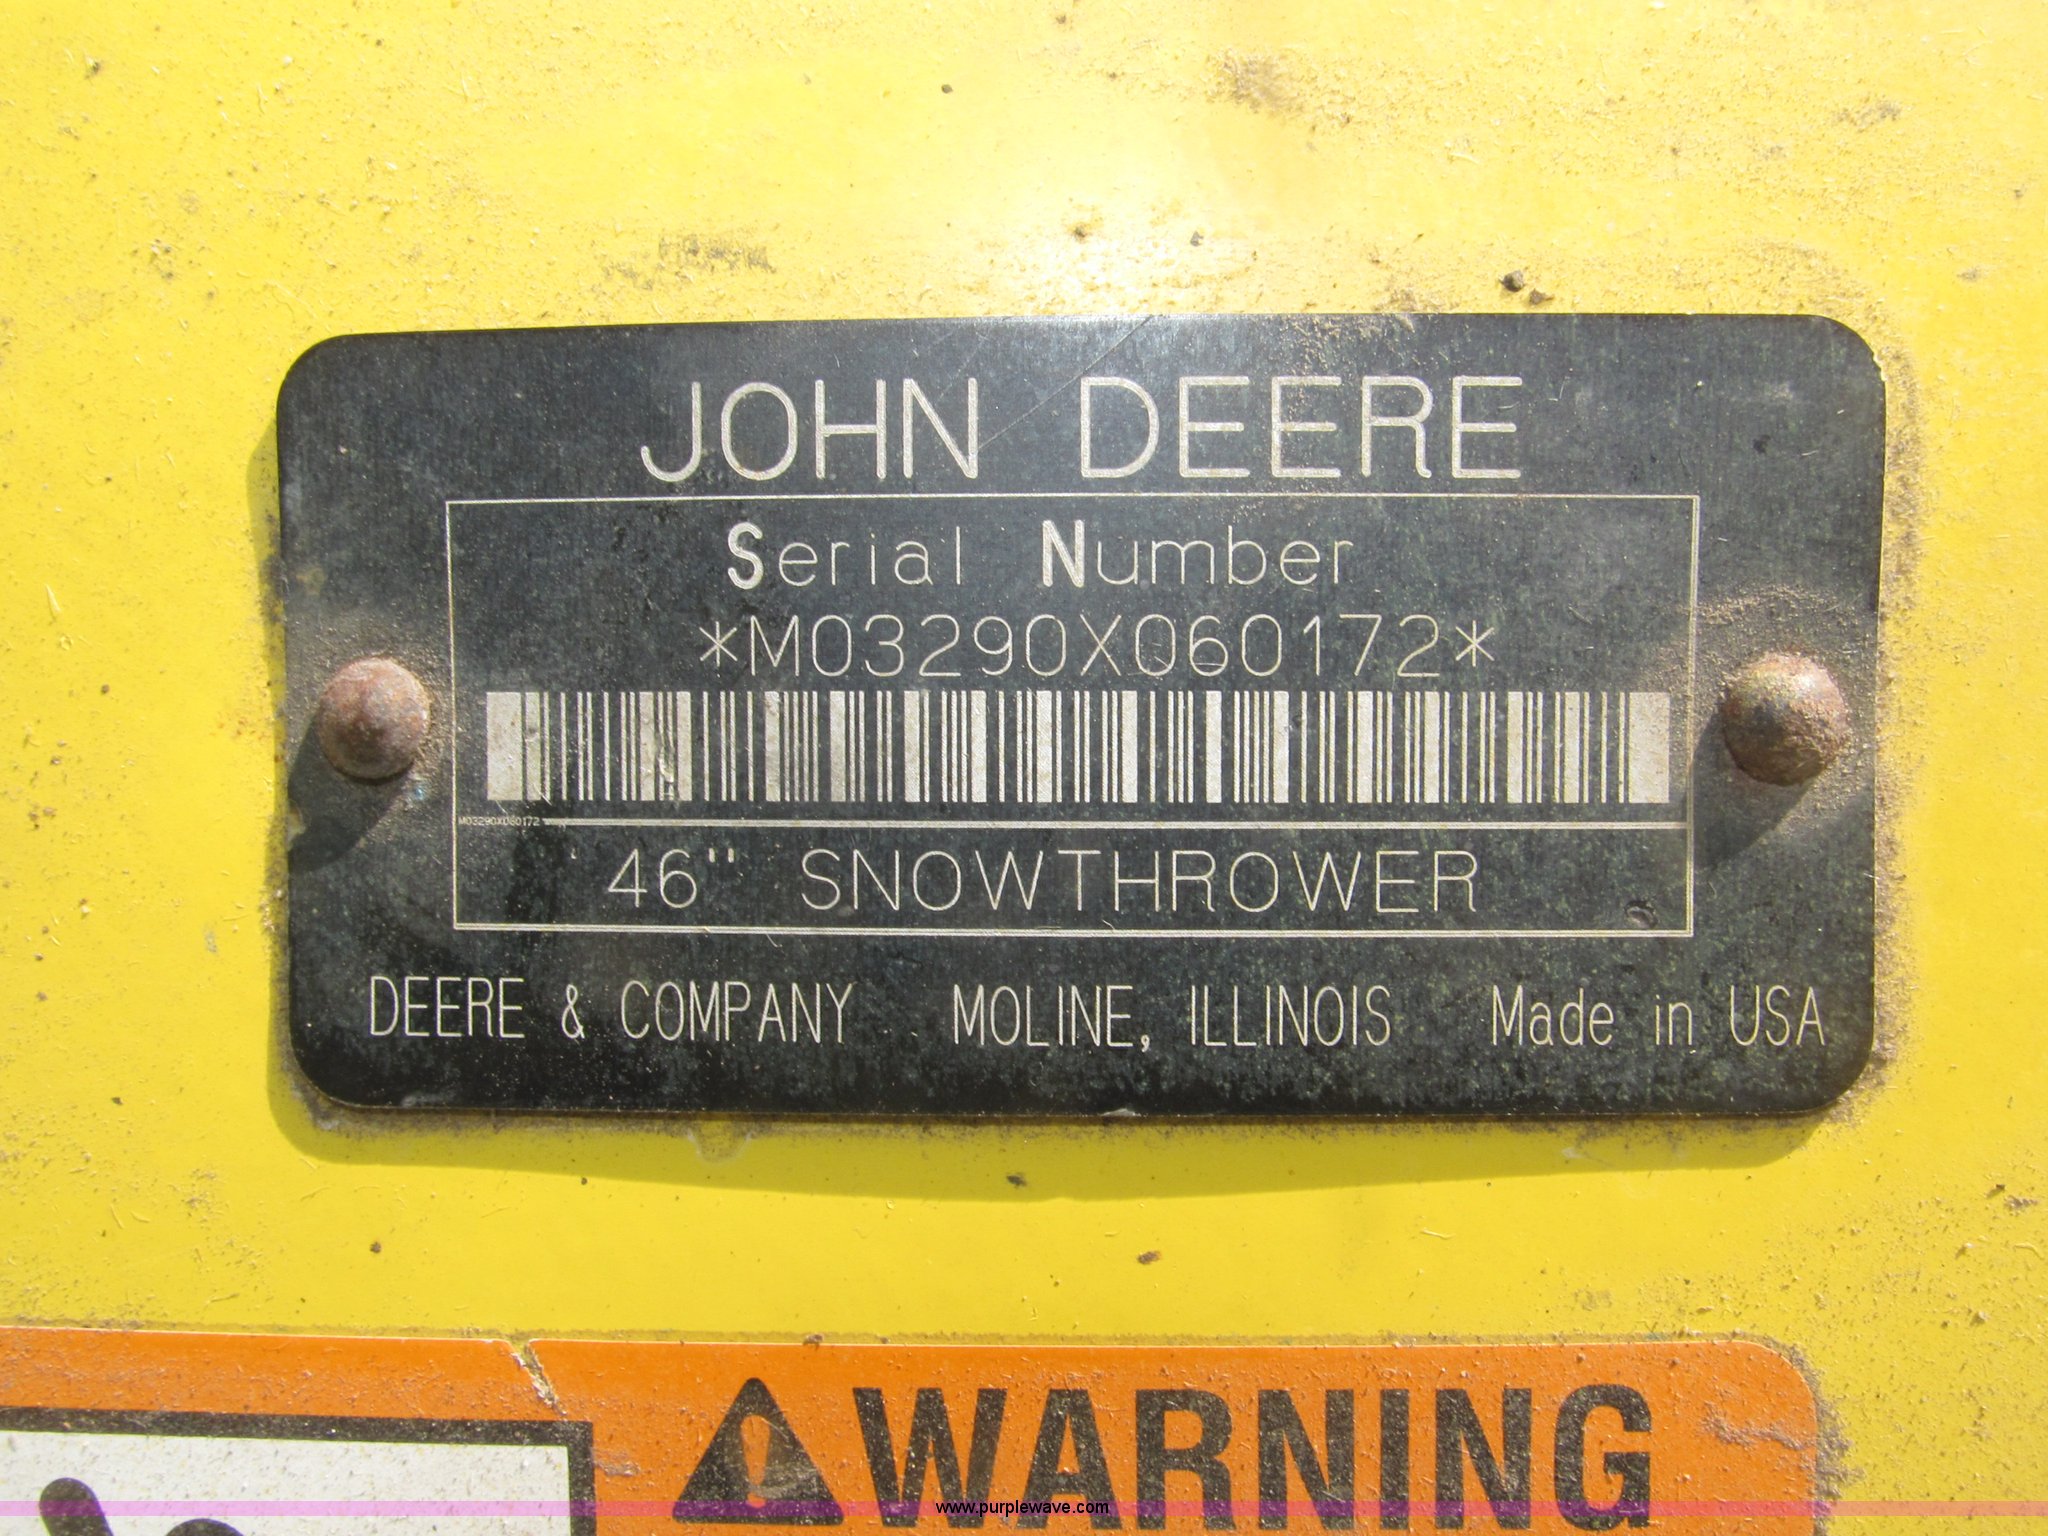 JOHN DEERE
Serial Number
*M03290X060172*
M03290X060172
46" SNOWTHROWER
DEERE & COMPANY MOLINE, ILLINOIS Made in USA
WARNING
www.purplewave.com